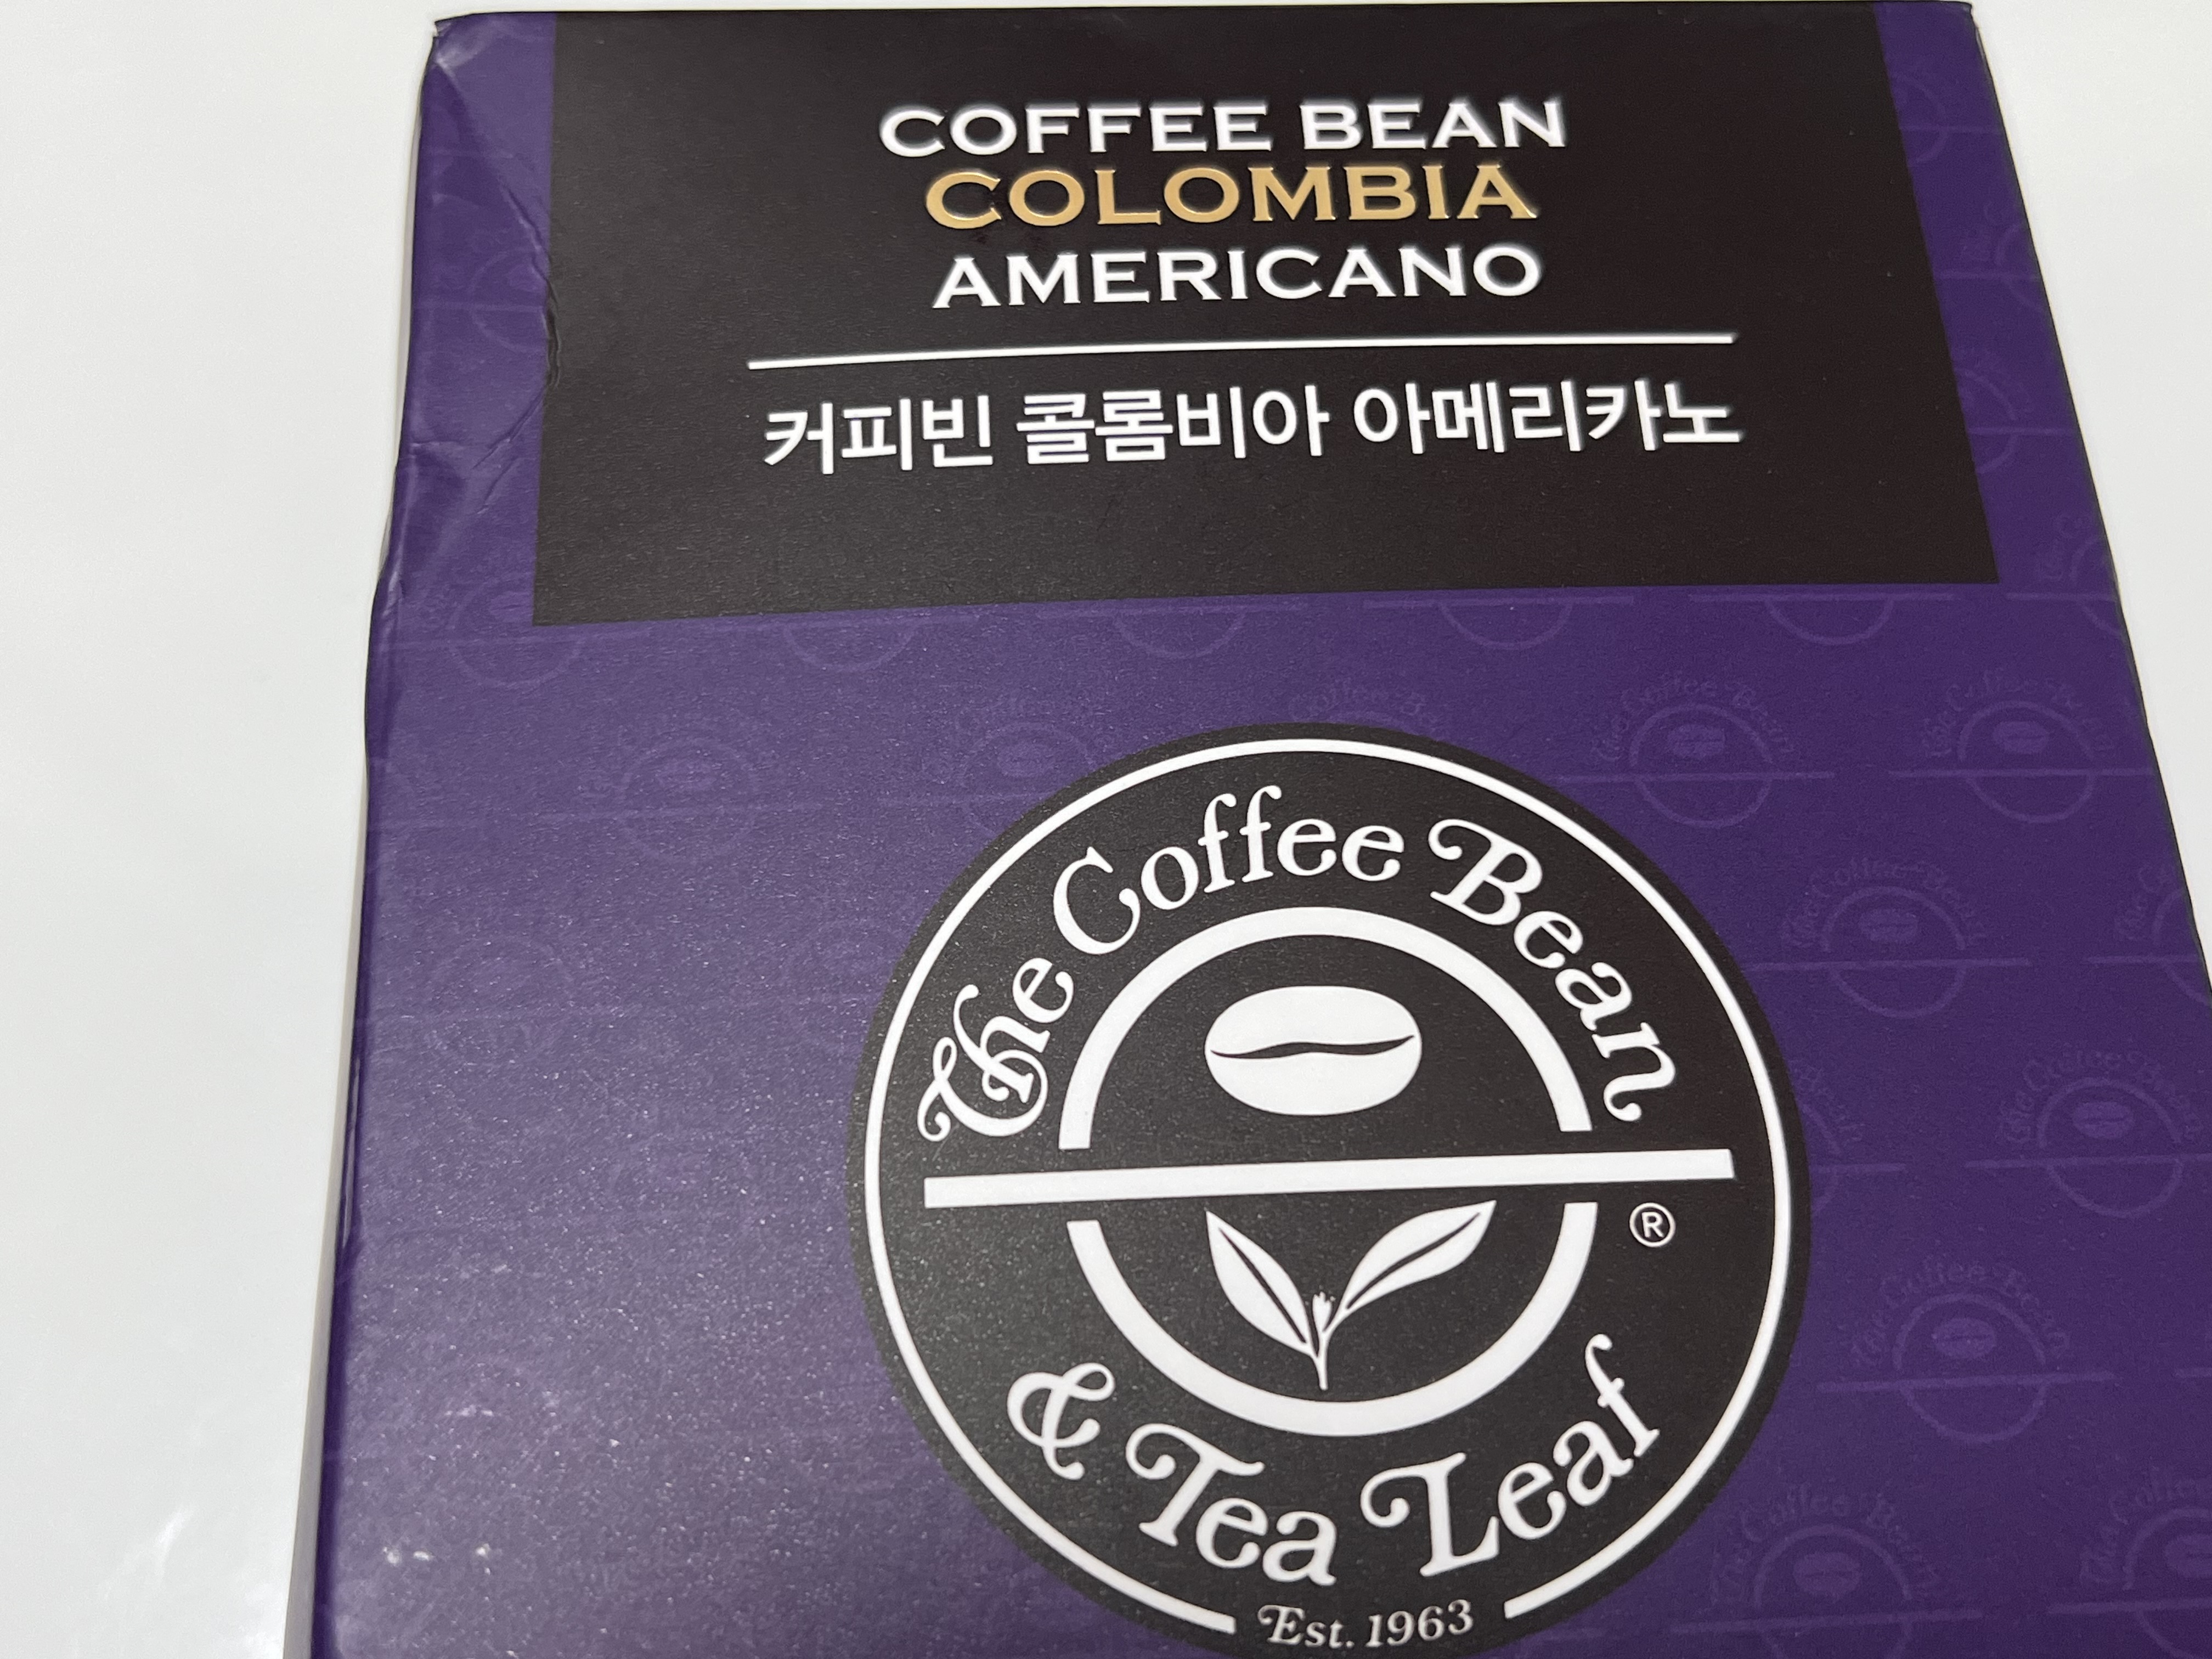 COFFEE BEAN
COLOMBIA
AMERICANO
커피빈 콜롬비아 아메리카노
The Coffee Bean
®
& Tea Leaf
Est. 1963